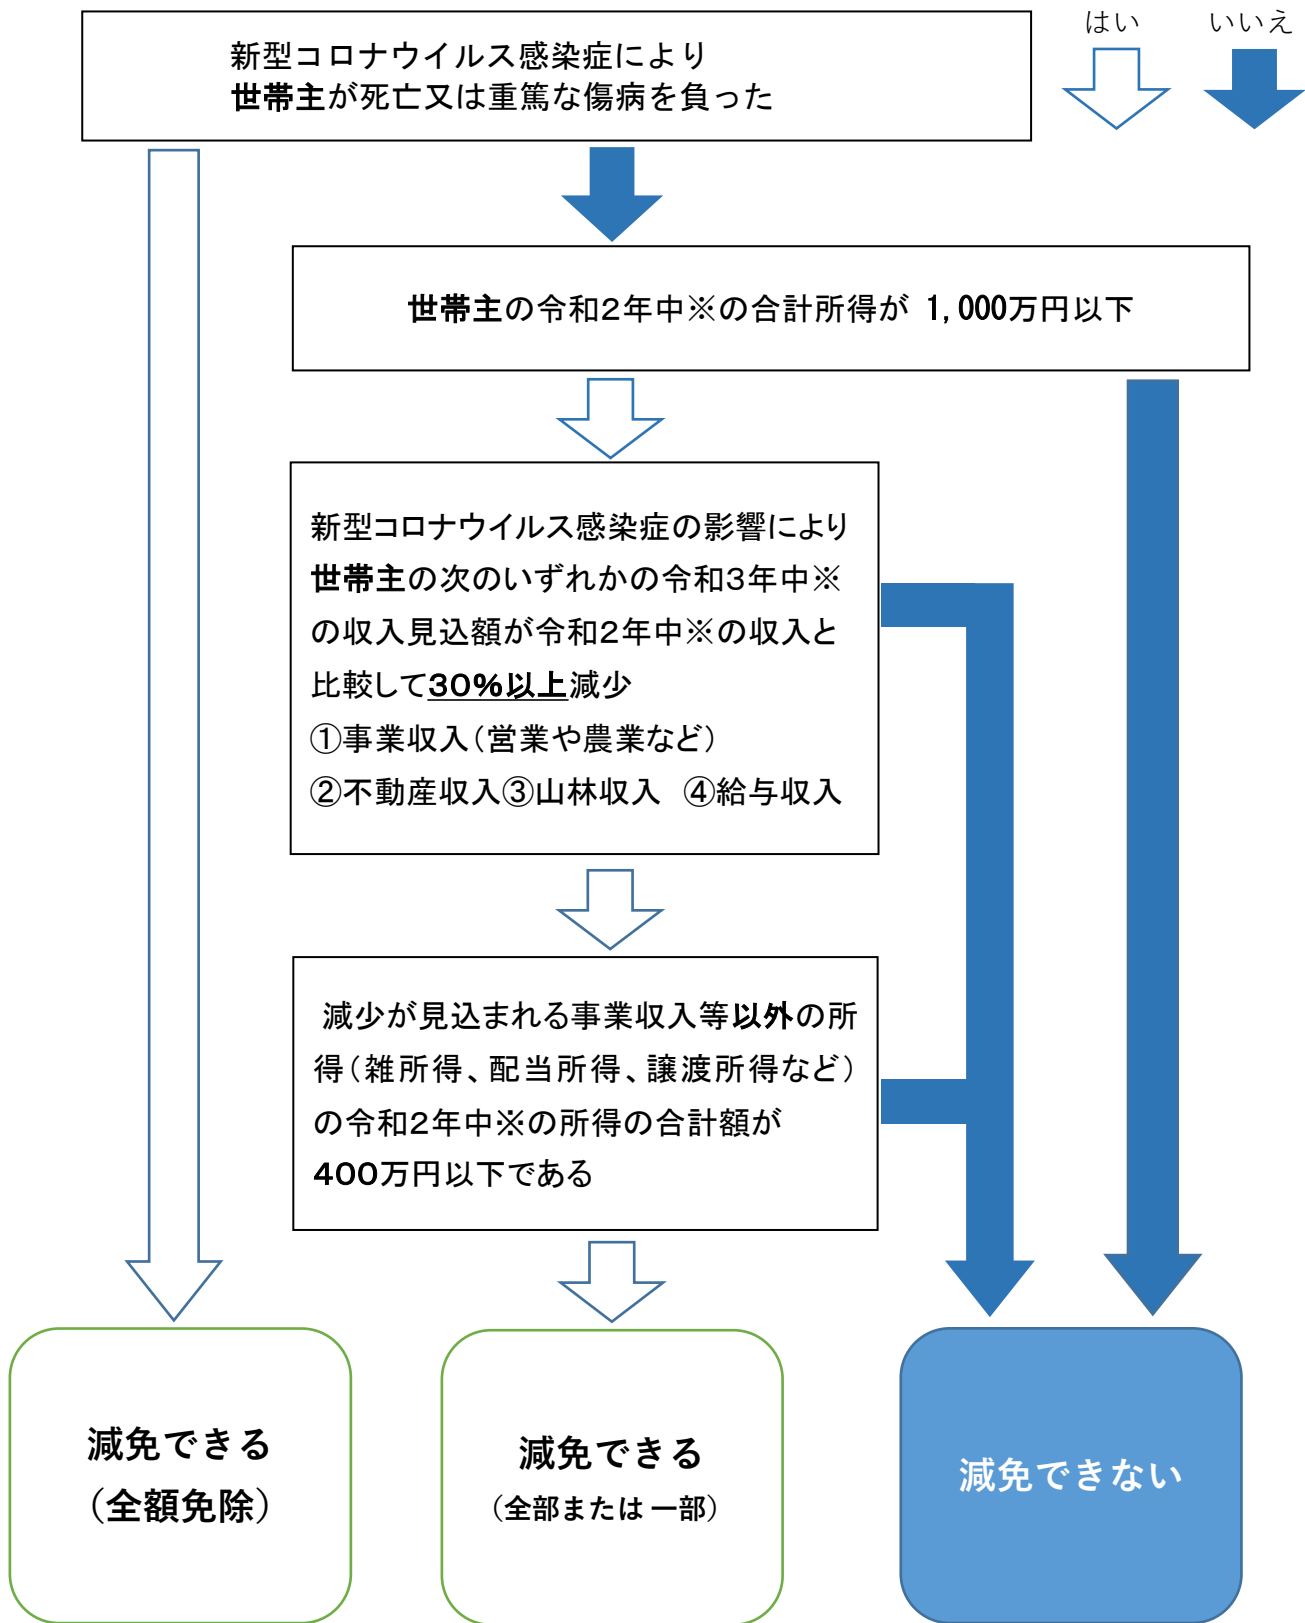 はい　いいえ
新型コロナウイルス感染症により
世帯主が死亡又は重篤な傷病を負った
世帯主の令和２年中※の合計所得が 1,000万円以下
新型コロナウイルス感染症の影響により
世帯主の次のいずれかの令和３年中※
の収入見込額が令和２年中※の収入と
比較して３０％以上減少
①事業収入（営業や農業など）
②不動産収入③山林収入　④給与収入
減少が見込まれる事業収入等以外の所
得（雑所得、配当所得、譲渡所得など）
の令和２年中※の所得の合計額が
４００万円以下である
減免できる
（全額免除）
減免できる
（全部または一部）
減免できない